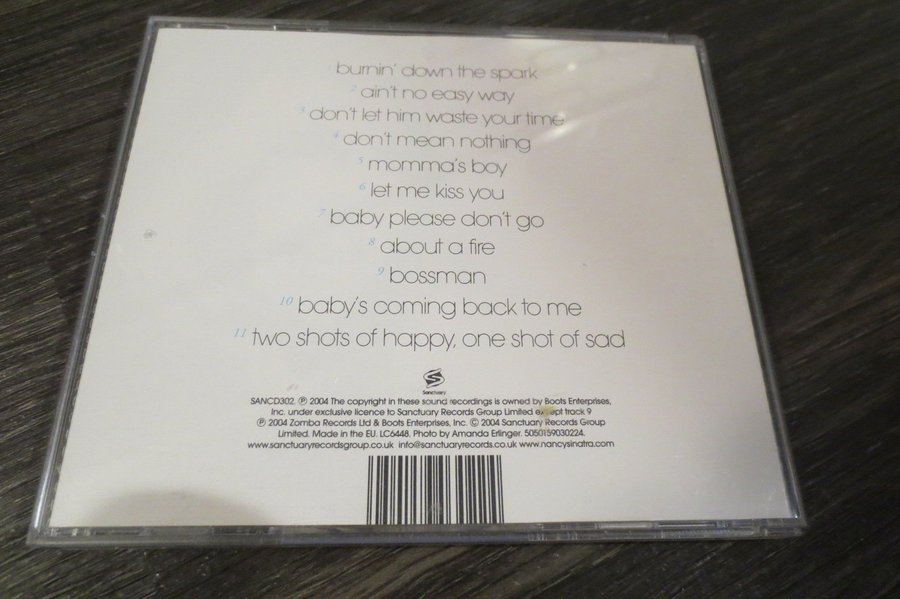 1 burnin' down the spark
2 ain't no easy way
3 don't let him waste your time
4 don't mean nothing
5 momma's boy
6 let me kiss you
7 baby please don't go
8 about a fire
9 bossman
10 baby's coming back to me
11 two shots of happy, one shot of sad
Sanctuary
SANCD302. ℗ 2004 The copyright in these sound recordings is owned by Boots Enterprises,
Inc. under exclusive licence to Sanctuary Records Group Limited except track 9
℗ 2004 Zomba Records Ltd & Boots Enterprises, Inc. © 2004 Sanctuary Records Group
Limited. Made in the EU. LC6448. Photo by Amanda Erlinger. 5050159030224.
www.sanctuaryrecordsgroup.co.uk info@sanctuaryrecords.co.uk www.nancysinatra.com